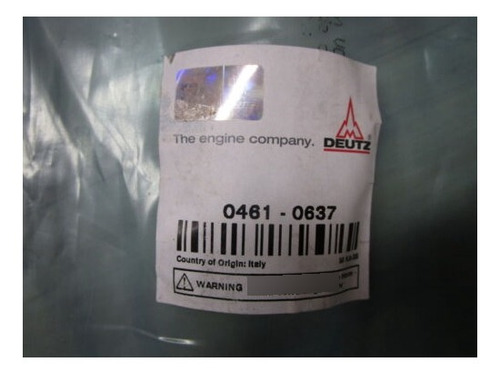 The engine company.
DEUTZ
®
0461 - 0637
Country of Origin: Italy
WARNING